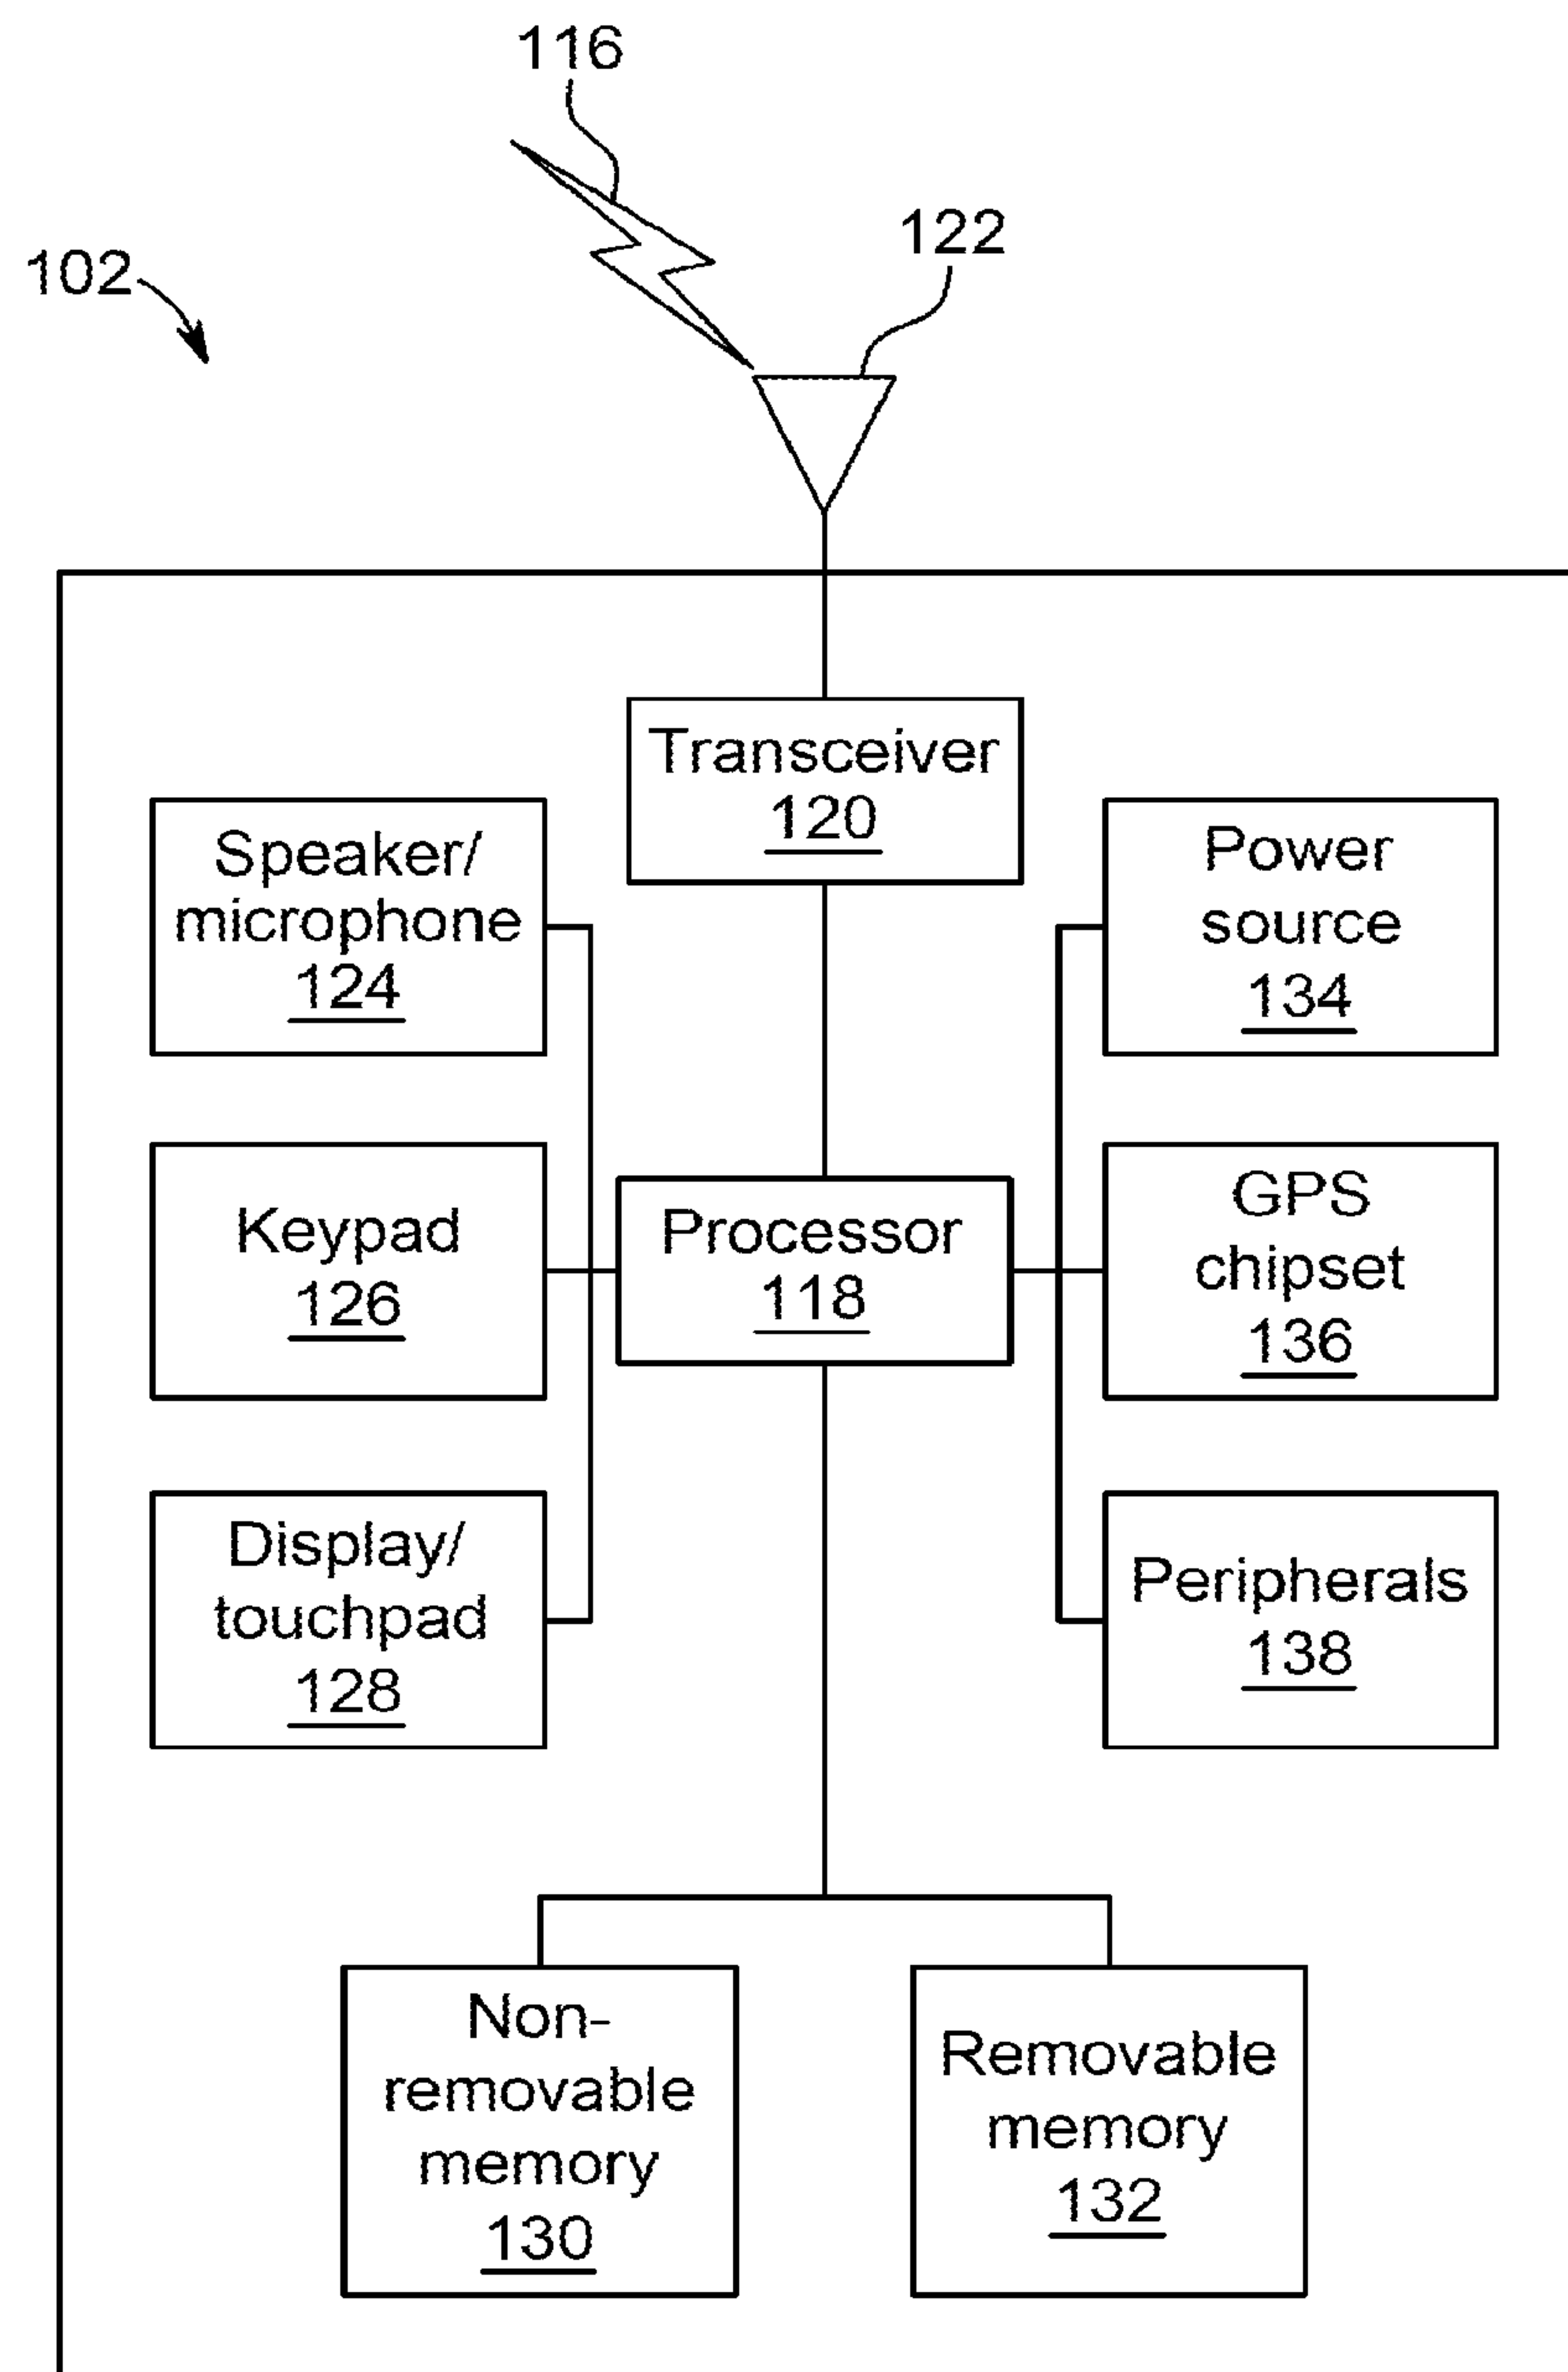 116
122
102
Transceiver
120
Speaker/
microphone
124
Power
source
134
Keypad
126
Processor
118
GPS
chipset
136
Display/
touchpad
128
Peripherals
138
Non-
removable
memory
130
Removable
memory
132